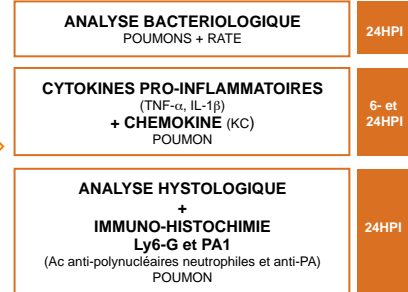 ANALYSE BACTERIOLOGIQUE
POUMONS + RATE
24HPI
CYTOKINES PRO-INFLAMMATOIRES
(TNF-α, IL-1β)
+ CHEMOKINE (KC)
POUMON
6- et
24HPI
ANALYSE HYSTOLOGIQUE
+
IMMUNO-HISTOCHIMIE
Ly6-G et PA1
(Ac anti-polynucléaires neutrophiles et anti-PA)
POUMON
24HPI